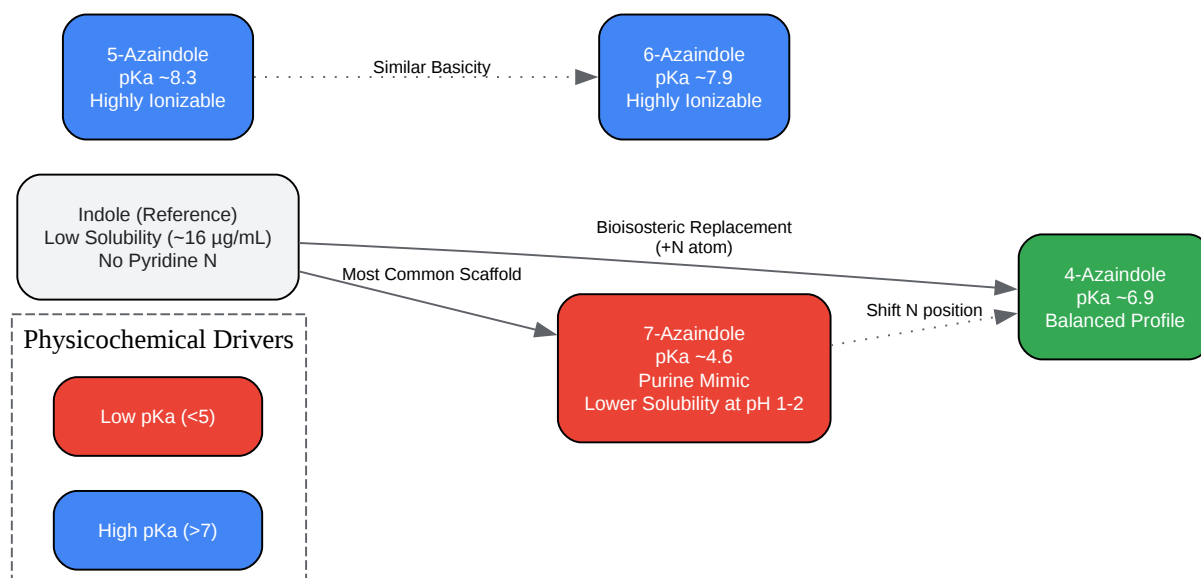 5-Azaindole
pKa ~8.3
Highly Ionizable
Similar Basicity
6-Azaindole
pKa ~7.9
Highly Ionizable
Indole (Reference)
Low Solubility (~16 µg/mL)
No Pyridine N
Bioisosteric Replacement
(+N atom)
Most Common Scaffold
7-Azaindole
pKa ~4.6
Purine Mimic
Lower Solubility at pH 1-2
Shift N position
4-Azaindole
pKa ~6.9
Balanced Profile
Physicochemical Drivers
Low pKa (<5)
High pKa (>7)